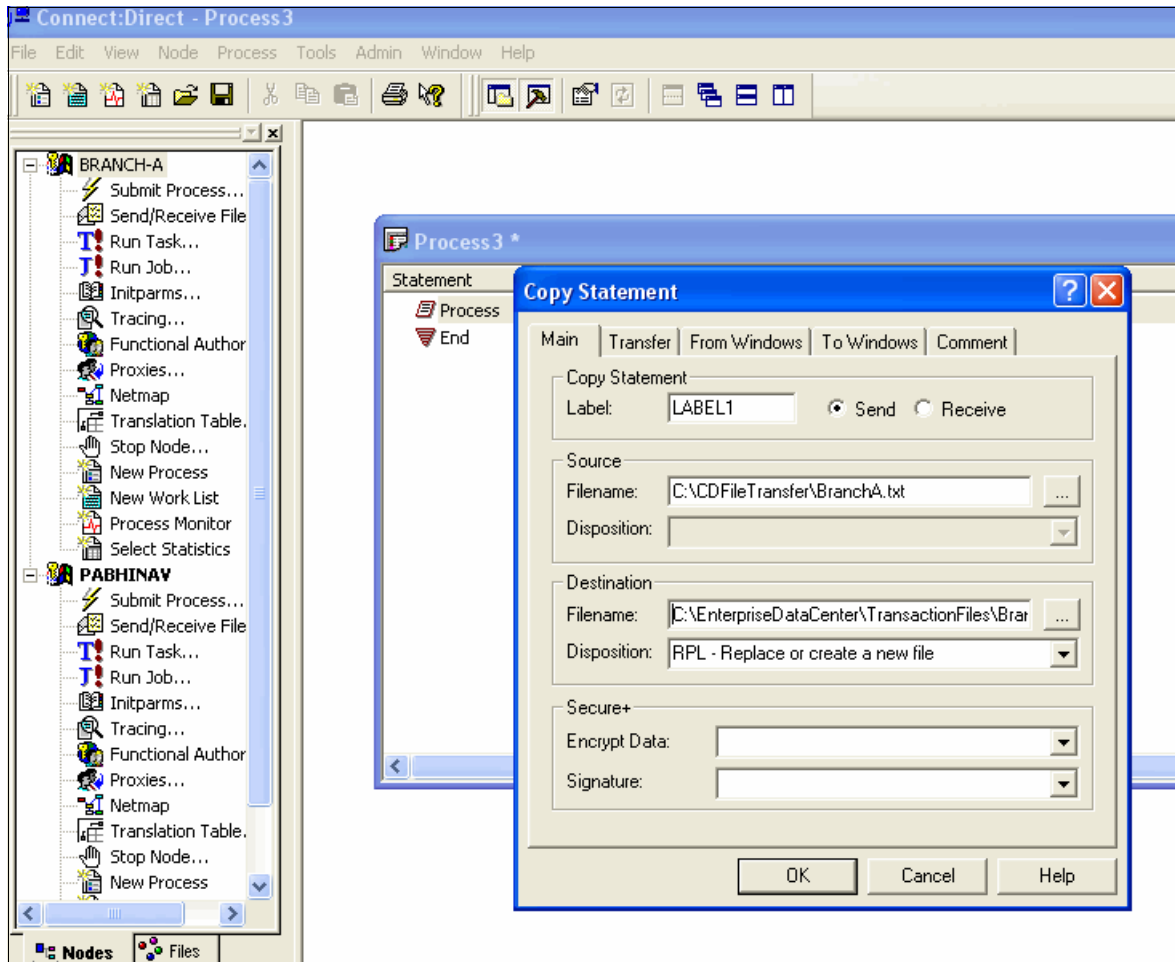 Connect:Direct - Process3
File Edit View Node Process Tools Admin Window Help
BRANCH-A
Submit Process...
Send/Receive File
Run Task...
Run Job...
Initparms...
Tracing...
Functional Author
Proxies...
Netmap
Translation Table.
Stop Node...
New Process
New Work List
Process Monitor
Select Statistics
PABHINAV
Submit Process...
Send/Receive File
Run Task...
Run Job...
Initparms...
Tracing...
Functional Author
Proxies...
Netmap
Translation Table.
Stop Node...
New Process
Nodes Files
Process3 *
Statement
Process
End
Copy Statement
Main Transfer From Windows To Windows Comment
Copy Statement
Label: LABEL1 Send Receive
Source
Filename: C:\CDFileTransfer\BranchA.txt ...
Disposition:
Destination
Filename: C:\EnterpriseDataCenter\TransactionFiles\Bran ...
Disposition: RPL - Replace or create a new file
Secure+
Encrypt Data:
Signature:
OK Cancel Help